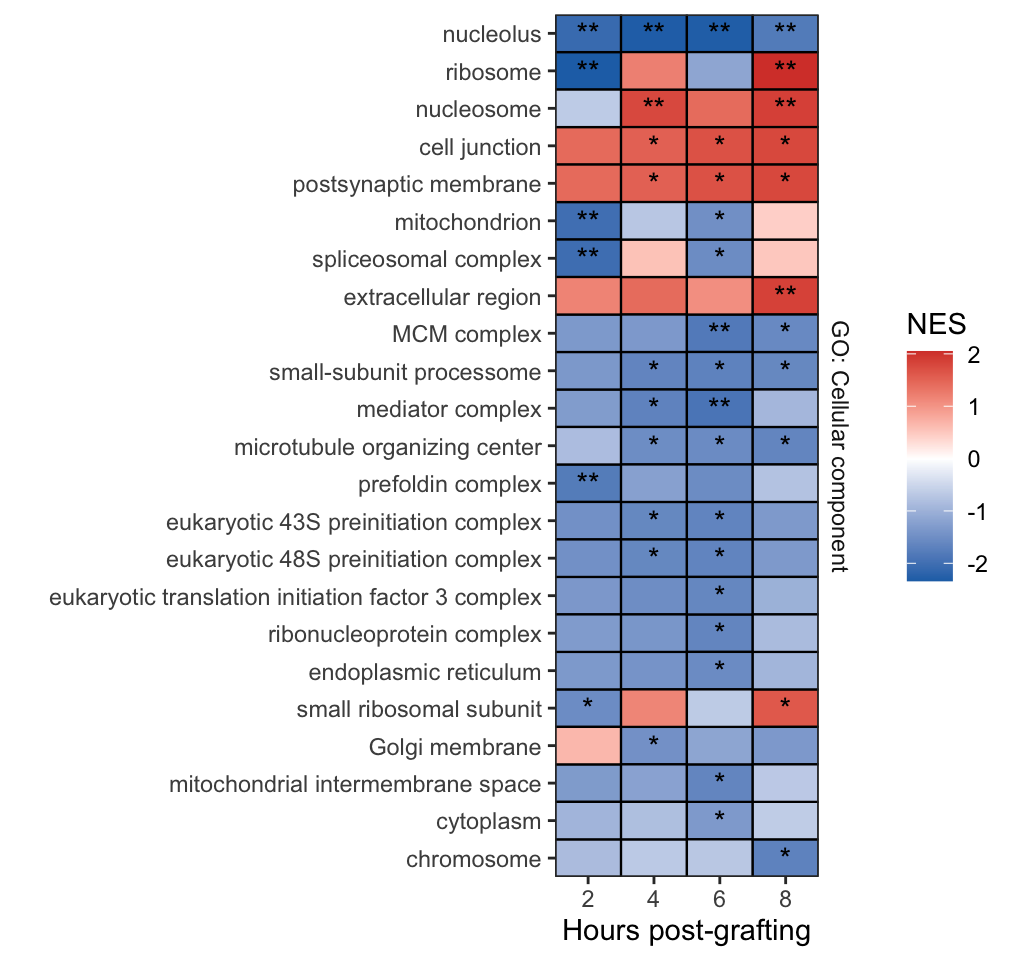 nucleolus ** ** ** **
ribosome ** **
nucleosome ** **
cell junction * * *
postsynaptic membrane * * *
mitochondrion ** *
spliceosomal complex ** *
extracellular region **
MCM complex ** *
small-subunit processome * * *
mediator complex * **
microtubule organizing center * * *
prefoldin complex **
eukaryotic 43S preinitiation complex * *
eukaryotic 48S preinitiation complex * *
eukaryotic translation initiation factor 3 complex *
ribonucleoprotein complex *
endoplasmic reticulum *
small ribosomal subunit * *
Golgi membrane *
mitochondrial intermembrane space *
cytoplasm *
chromosome *
2 4 6 8
Hours post-grafting
GO: Cellular component
NES
2
1
0
-1
-2